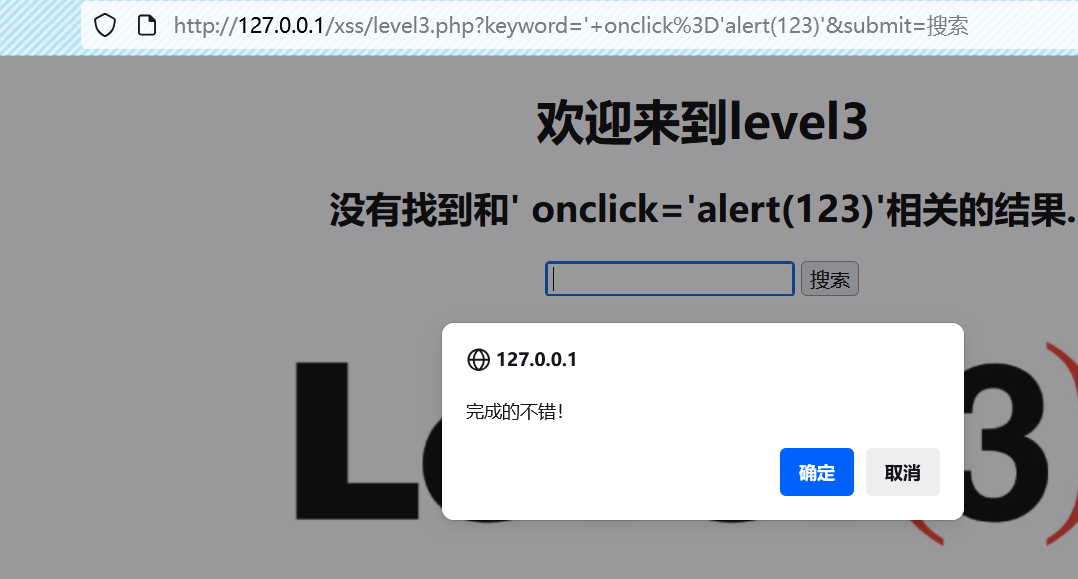 http://127.0.0.1/xss/level3.php?keyword='+onclick%3D'alert(123)'&submit=搜索
欢迎来到level3
没有找到和' onclick='alert(123)'相关的结果.
搜索
127.0.0.1
完成的不错!
确定
取消